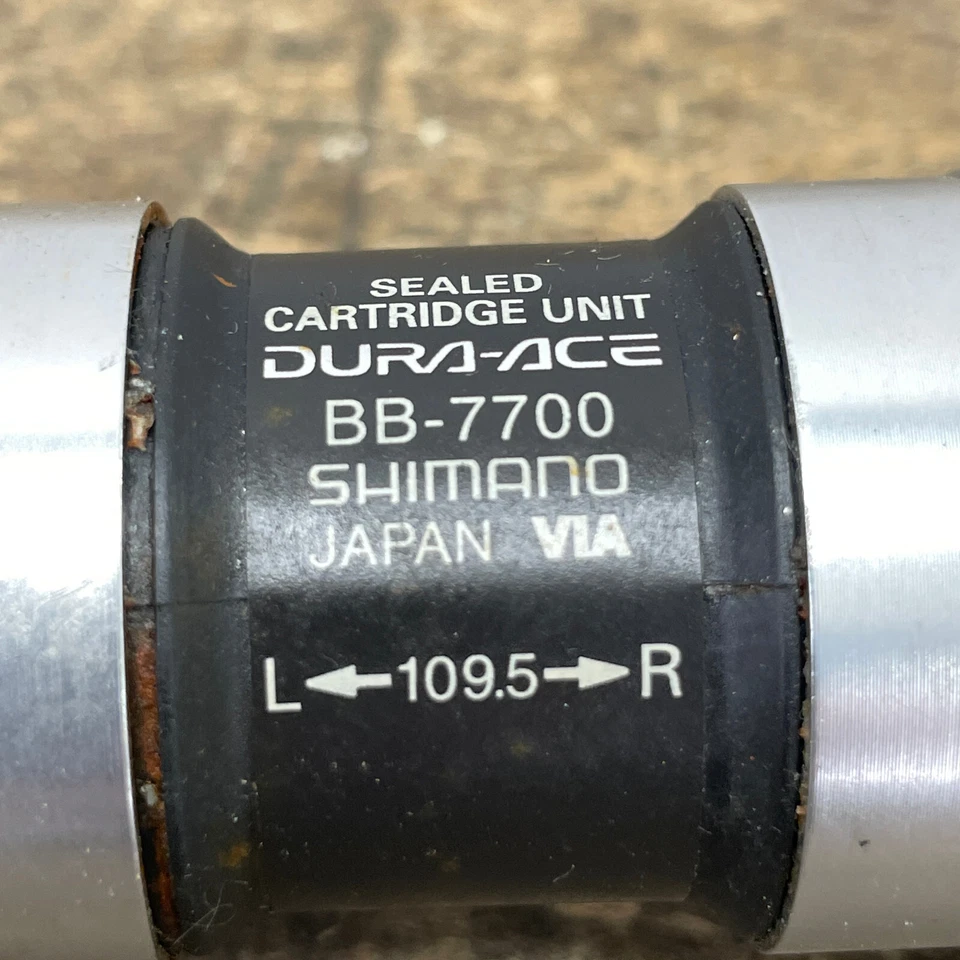 SEALED
CARTRIDGE UNIT
DURA-ACE
BB-7700
SHIMANO
JAPAN VIA
L←109.5→R